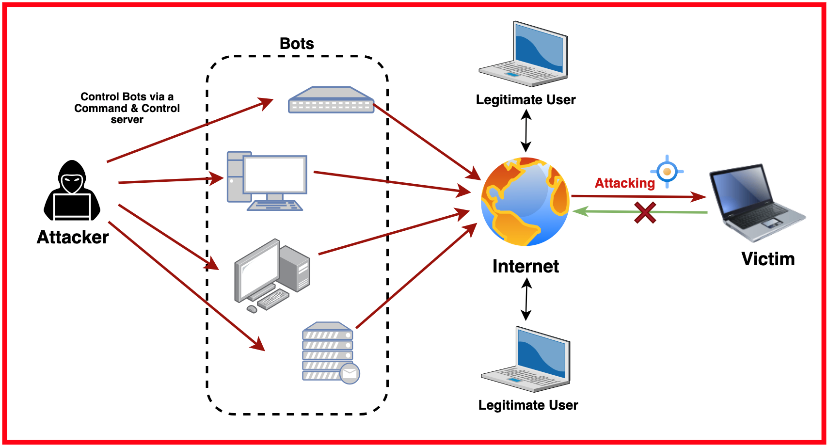 Bots
Control Bots via a
Command & Control
server
Attacker
Legitimate User
Internet
Attacking
Victim
Legitimate User